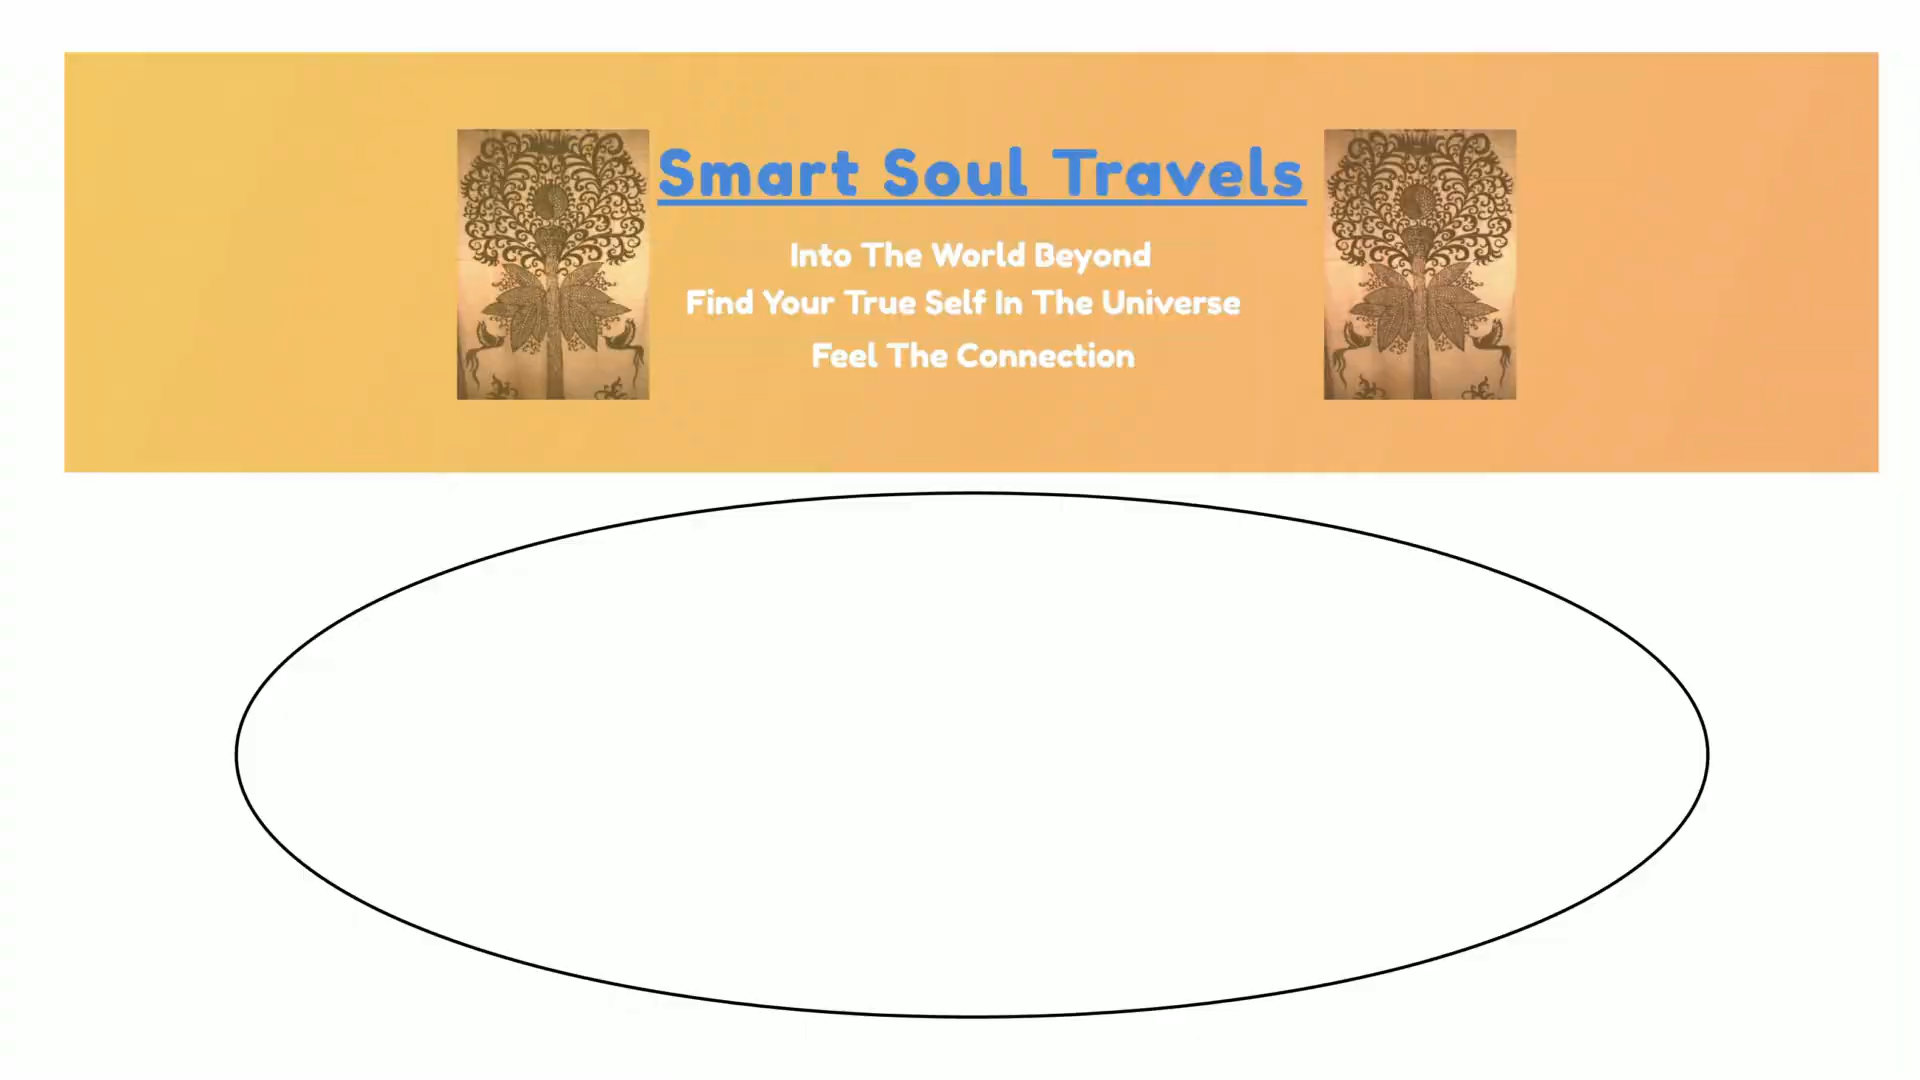 Smart Soul Travels
Into The World Beyond
Find Your True Self In The Universe
Feel The Connection